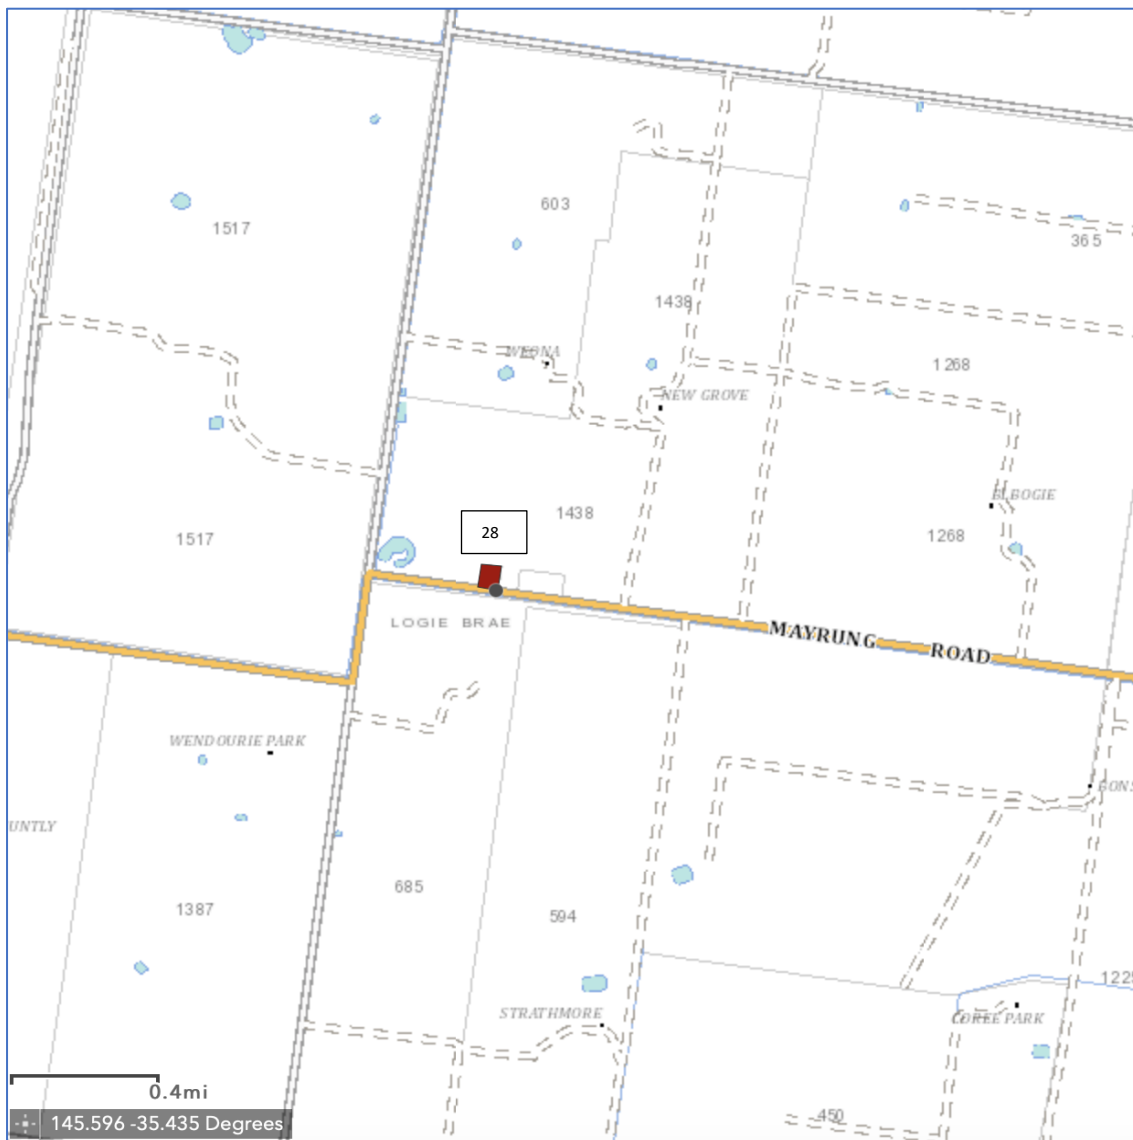 603
1517
365
1438
WEONA
1268
NEW GROVE
ELBOGIE
1438
28
1517
1268
LOGIE BRAE
MAYRUNG ROAD
WENDOURIE PARK
BONS
UNTLY
685
1387
594
1225
STRATHMORE
COREE PARK
0.4mi
450
145.596 -35.435 Degrees